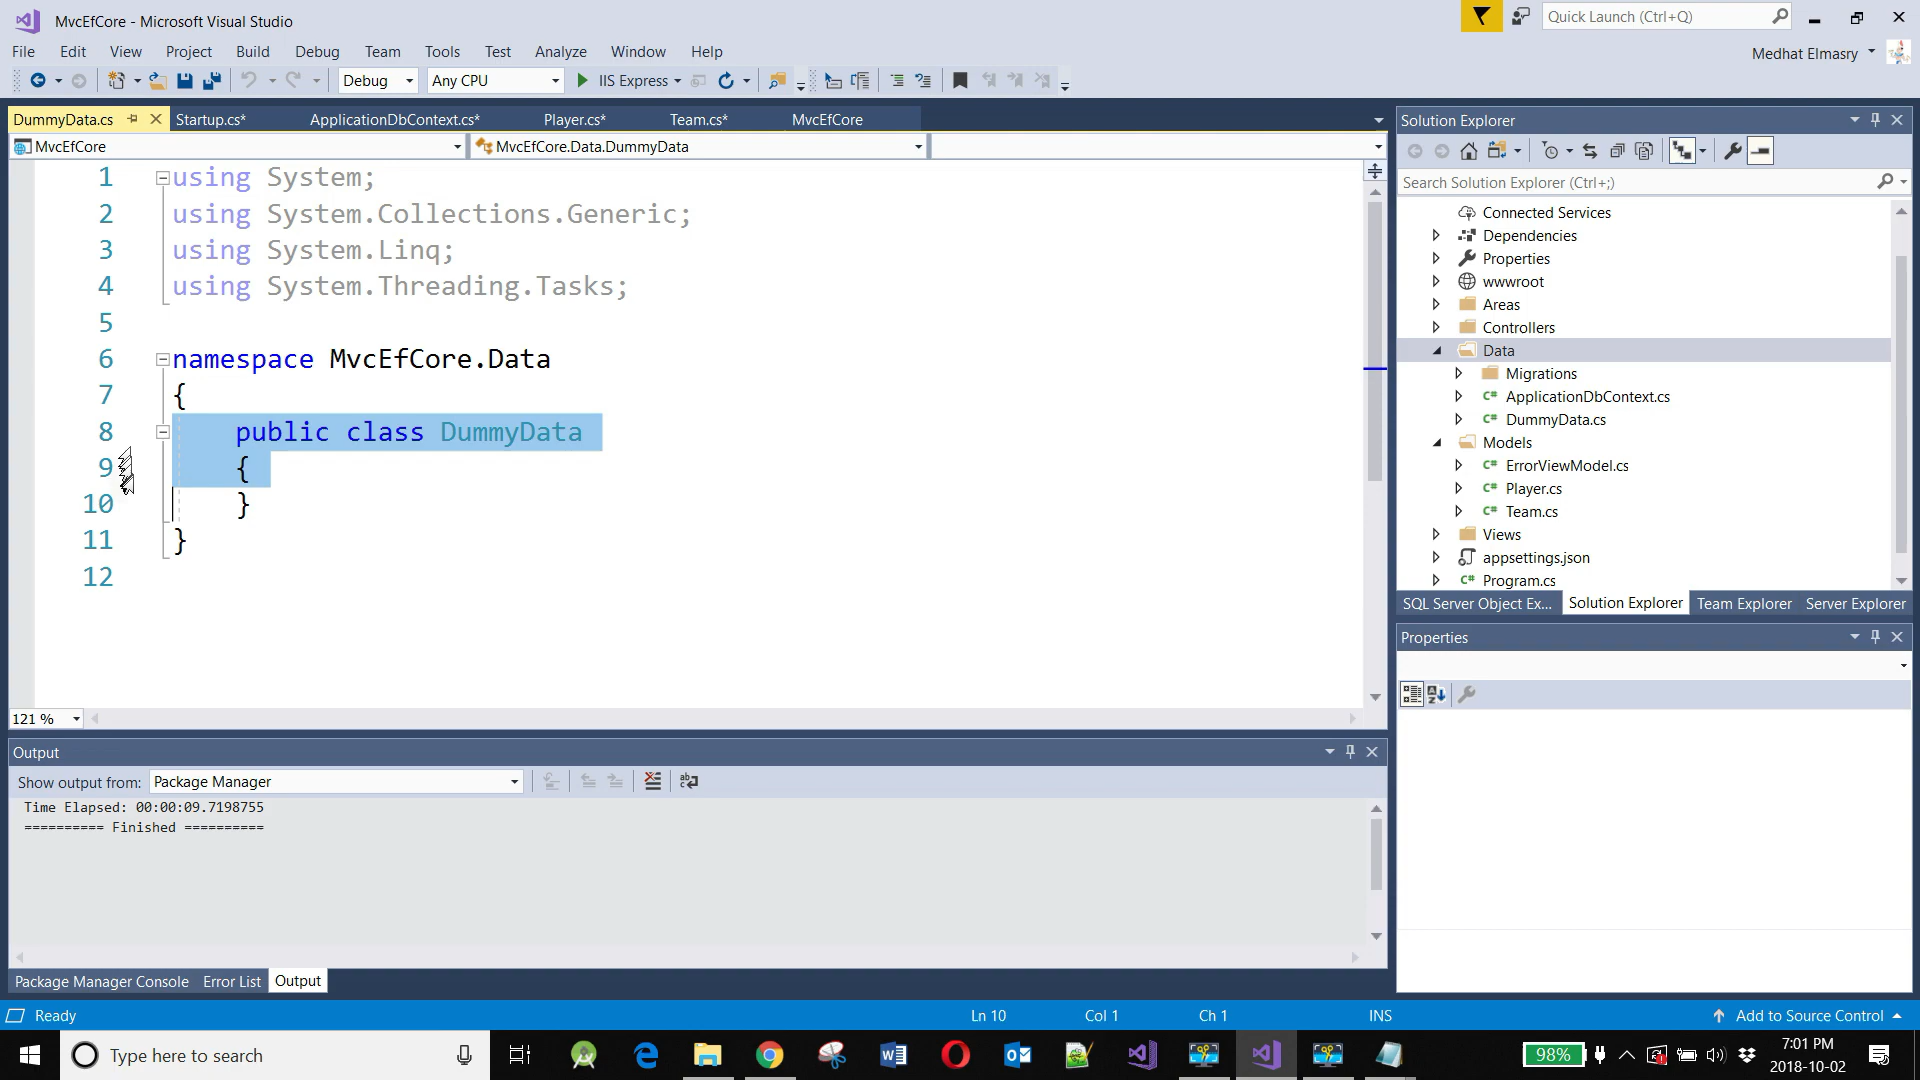 MvcEfCore - Microsoft Visual Studio
Quick Launch (Ctrl+Q)
File Edit View Project Build Debug Team Tools Test Analyze Window Help
Medhat Elmasry
Debug Any CPU IIS Express
DummyData.cs Startup.cs* ApplicationDbContext.cs* Player.cs* Team.cs* MvcEfCore
MvcEfCore MvcEfCore.Data.DummyData
1 using System;
2 using System.Collections.Generic;
3 using System.Linq;
4 using System.Threading.Tasks;
5
6 namespace MvcEfCore.Data
7 {
8 public class DummyData
9 {
10 }
11 }
12
121 %
Output
Show output from: Package Manager
Time Elapsed: 00:00:09.7198755
========== Finished ==========
Package Manager Console Error List Output
Solution Explorer
Search Solution Explorer (Ctrl+;)
Connected Services
Dependencies
Properties
wwwroot
Areas
Controllers
Data
Migrations
C# ApplicationDbContext.cs
C# DummyData.cs
Models
C# ErrorViewModel.cs
C# Player.cs
C# Team.cs
Views
appsettings.json
C# Program.cs
SQL Server Object Ex... Solution Explorer Team Explorer Server Explorer
Properties
Ready Ln 10 Col 1 Ch 1 INS Add to Source Control
Type here to search
98%
7:01 PM
2018-10-02